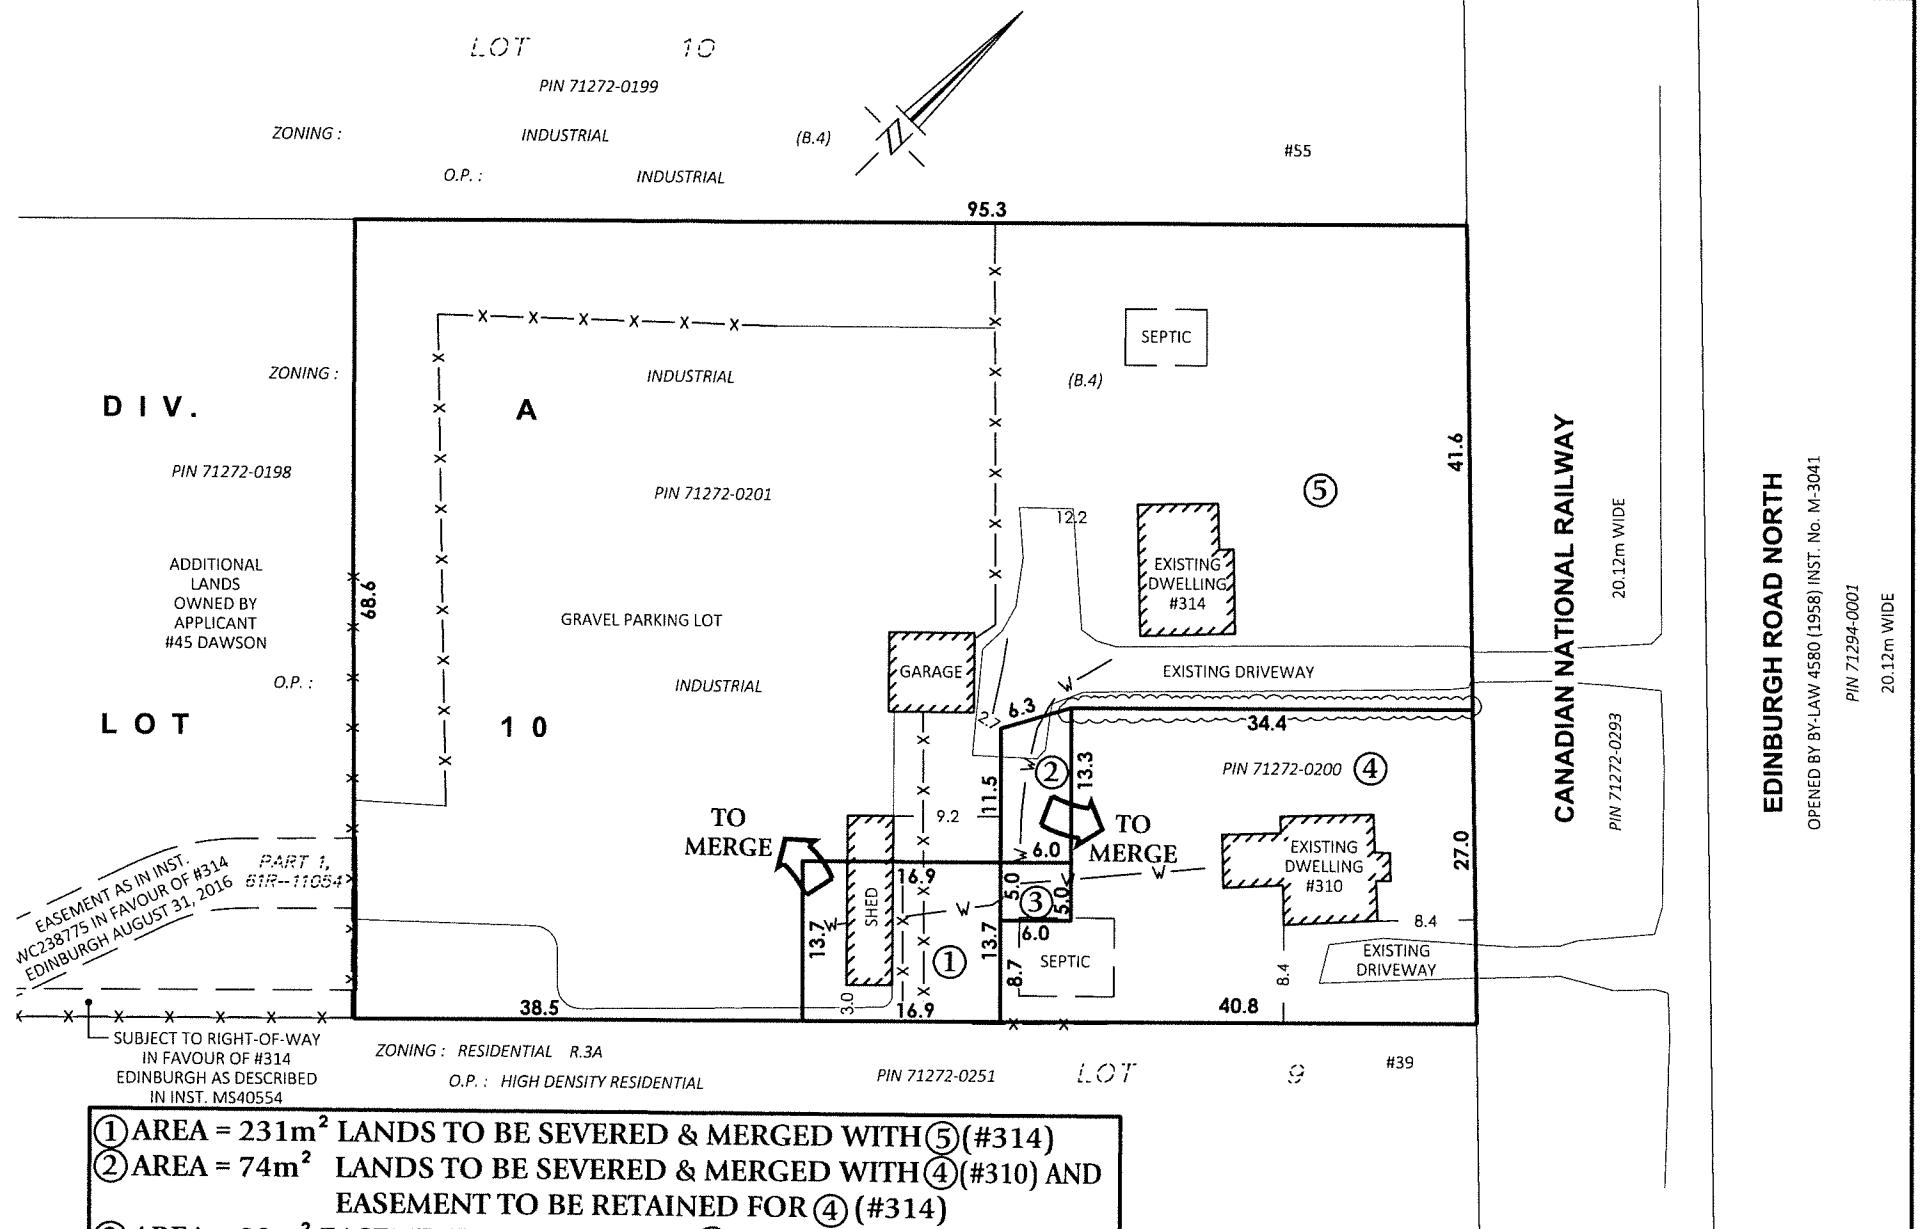 LOT 10
PIN 71272-0199
ZONING : INDUSTRIAL (B.4)
O.P. : INDUSTRIAL
N
#55
95.3
SEPTIC
ZONING : INDUSTRIAL (B.4)
DIV. A
PIN 71272-0198
PIN 71272-0201
41.6
5
12.2
EXISTING
DWELLING
#314
ADDITIONAL
LANDS
OWNED BY
APPLICANT
#45 DAWSON
68.6
GRAVEL PARKING LOT
GARAGE
EXISTING DRIVEWAY
O.P. : INDUSTRIAL
W
LOT 10
2.7
6.3
34.4
W
2
13.3
PIN 71272-0200 4
11.5
9.2
TO
MERGE
TO
MERGE
W
6.0
EXISTING
DWELLING
#310
27.0
16.9
5.0
W
W
3
5.0
SHED
W
W
13.7
13.7
6.0
8.4
1
SEPTIC
8.7
8.4
EXISTING
DRIVEWAY
PART 1,
61R--11054
EASEMENT AS IN INST.
WC238775 IN FAVOUR OF #314
EDINBURGH AUGUST 31, 2016
38.5
3.0
16.9
40.8
SUBJECT TO RIGHT-OF-WAY
IN FAVOUR OF #314
EDINBURGH AS DESCRIBED
IN INST. MS40554
ZONING : RESIDENTIAL R.3A
O.P. : HIGH DENSITY RESIDENTIAL
PIN 71272-0251
LOT 9
#39
CANADIAN NATIONAL RAILWAY
20.12m WIDE
PIN 71272-0293
EDINBURGH ROAD NORTH
OPENED BY BY-LAW 4580 (1958) INST. No. M-3041
PIN 71294-0001
20.12m WIDE
1 AREA = 231m² LANDS TO BE SEVERED & MERGED WITH 5 (#314)
2 AREA = 74m² LANDS TO BE SEVERED & MERGED WITH 4 (#310) AND
EASEMENT TO BE RETAINED FOR 4 (#314)